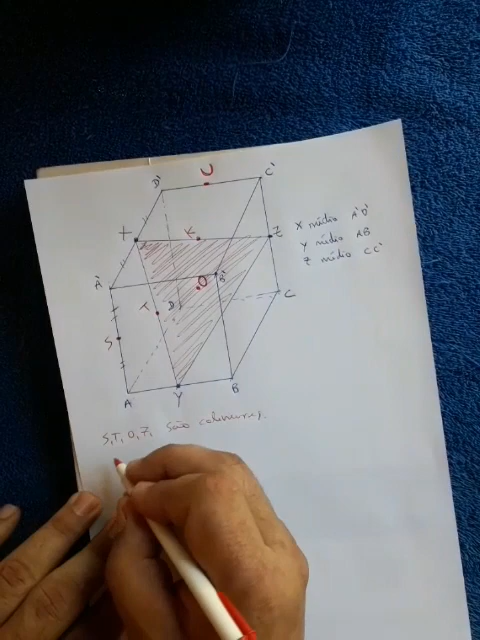 U
D' C'
X K Z X médio A'D'
Y médio AB
Z médio CC'
A' B'
O
T D C
S
A Y B
S, T, O, Z, são colineares.